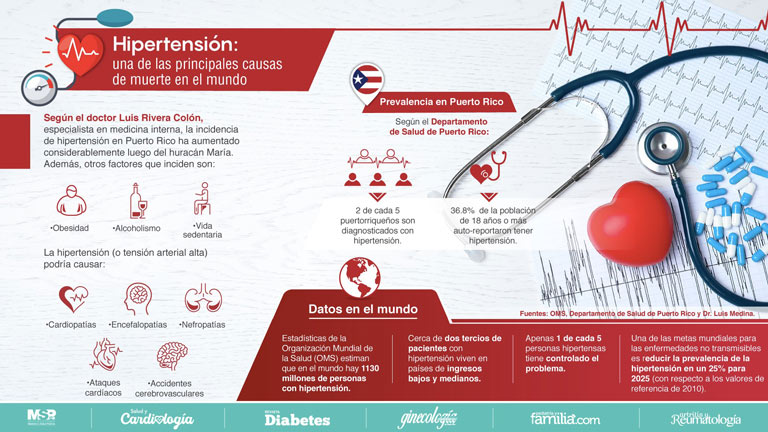 Hipertensión:
una de las principales causas
de muerte en el mundo
Según el doctor Luis Rivera Colón,
especialista en medicina interna, la incidencia
de hipertensión en Puerto Rico ha aumentado
considerablemente luego del huracán María.
Además, otros factores que inciden son:
•Obesidad
•Alcoholismo
•Vida
sedentaria
La hipertensión (o tensión arterial alta)
podría causar:
•Cardiopatías
•Encefalopatías
•Nefropatías
•Ataques
cardíacos
•Accidentes
cerebrovasculares
Prevalencia en Puerto Rico
Según el Departamento
de Salud de Puerto Rico:
2 de cada 5
puertorriqueños son
diagnosticados con
hipertensión.
36.8% de la población
de 18 años o más
auto-reportaron tener
hipertensión.
Fuentes: OMS, Departamento de Salud de Puerto Rico y Dr. Luis Medina.
Datos en el mundo
Estadísticas de la
Organización Mundial de
la Salud (OMS) estiman
que en el mundo hay 1130
millones de personas
con hipertensión.
Cerca de dos tercios de
pacientes con
hipertensión viven en
países de ingresos
bajos y medianos.
Apenas 1 de cada 5
personas hipertensas
tiene controlado el
problema.
Una de las metas mundiales para
las enfermedades no transmisibles
es reducir la prevalencia de la
hipertensión en un 25% para
2025 (con respecto a los valores de
referencia de 2010).
MSP
Salud y
Cardiología
Diabetes
ginecología
familia.com
artritis y
Reumatología